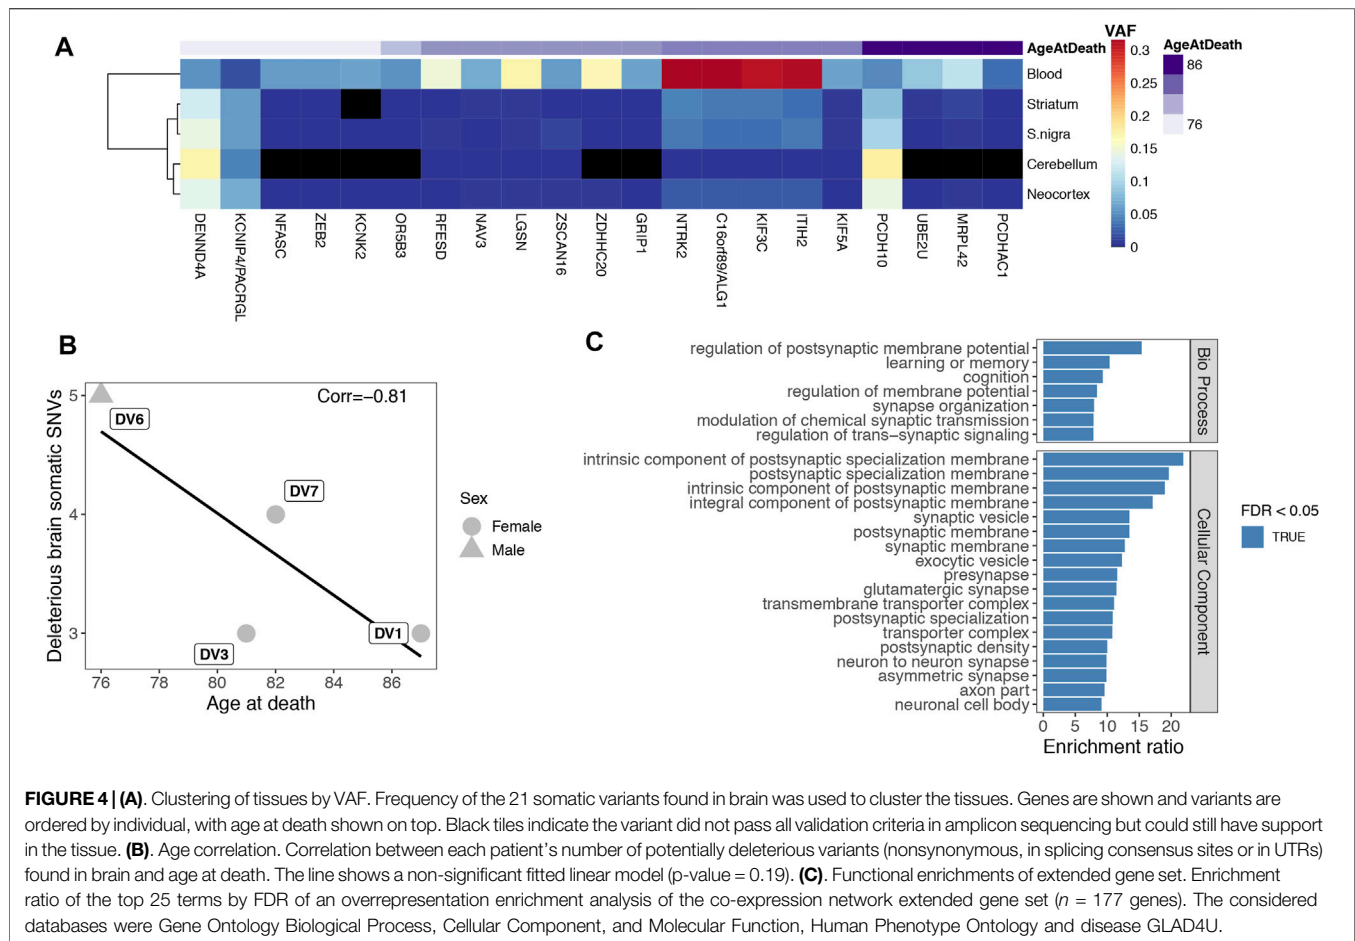 A
AgeAtDeath
Blood
Striatum
S.nigra
Cerebellum
Neocortex
DENND4A
KCNIP4/PACRGL
NFASC
ZEB2
KCNK2
OR5B3
RFESD
NAV3
LGSN
ZSCAN16
ZDHHC20
GRIP1
NTRK2
C16orf89/ALG1
KIF3C
ITIH2
KIF5A
PCDH10
UBE2U
MRPL42
PCDHAC1
VAF
0.3
0.25
0.2
0.15
0.1
0.05
0
AgeAtDeath
86
76
B
Corr=−0.81
DV6
DV7
DV3
DV1
5
4
3
Deleterious brain somatic SNVs
76 78 80 82 84 86
Age at death
Sex
Female
Male
C
regulation of postsynaptic membrane potential
learning or memory
cognition
regulation of membrane potential
synapse organization
modulation of chemical synaptic transmission
regulation of trans−synaptic signaling
Bio Process
intrinsic component of postsynaptic specialization membrane
postsynaptic specialization membrane
intrinsic component of postsynaptic membrane
integral component of postsynaptic membrane
synaptic vesicle
postsynaptic membrane
synaptic membrane
exocytic vesicle
presynapse
glutamatergic synapse
transmembrane transporter complex
postsynaptic specialization
transporter complex
postsynaptic density
neuron to neuron synapse
asymmetric synapse
axon part
neuronal cell body
Cellular Component
0 5 10 15 20
Enrichment ratio
FDR < 0.05
TRUE
FIGURE 4 | (A). Clustering of tissues by VAF. Frequency of the 21 somatic variants found in brain was used to cluster the tissues. Genes are shown and variants are
ordered by individual, with age at death shown on top. Black tiles indicate the variant did not pass all validation criteria in amplicon sequencing but could still have support
in the tissue. (B). Age correlation. Correlation between each patient's number of potentially deleterious variants (nonsynonymous, in splicing consensus sites or in UTRs)
found in brain and age at death. The line shows a non-significant fitted linear model (p-value = 0.19). (C). Functional enrichments of extended gene set. Enrichment
ratio of the top 25 terms by FDR of an overrepresentation enrichment analysis of the co-expression network extended gene set (n = 177 genes). The considered
databases were Gene Ontology Biological Process, Cellular Component, and Molecular Function, Human Phenotype Ontology and disease GLAD4U.